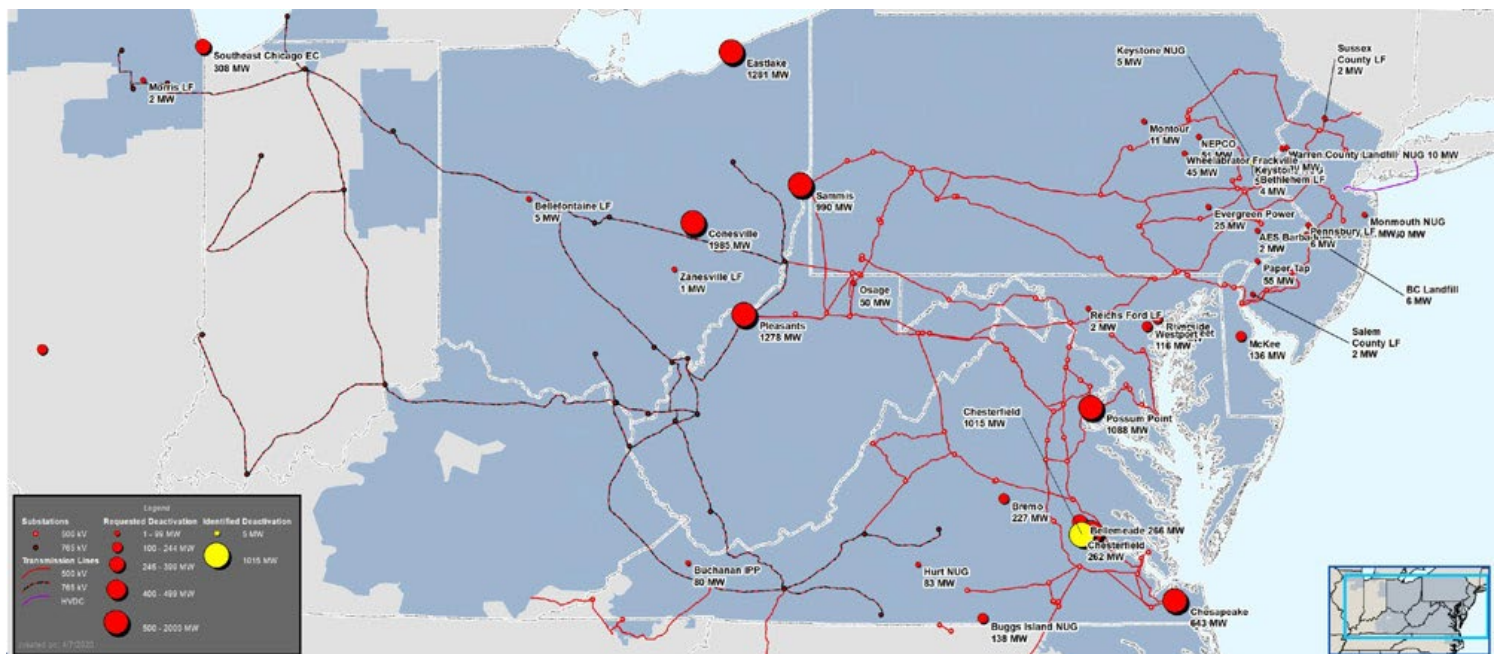 Southeast Chicago EC
308 MW
Morris LF
2 MW
Eastlake
1281 MW
Keystone NUG
5 MW
Sussex
County LF
2 MW
Montour
11 MW
NEPCO
51 MW
Wheelabrator Frackville
45 MW
Warren County Landfill NUG 10 MW
Bethlehem LF
4 MW
Sammis
990 MW
Bellefontaine LF
5 MW
Conesville
1985 MW
Evergreen Power
25 MW
Monmouth NUG
AES
2 MW
Pennsbury LF
6 MW
Zanesville LF
1 MW
Paper Tap
55 MW
Osage
50 MW
BC Landfill
6 MW
Pleasants
1278 MW
Reichs Ford LF
2 MW
Riverside
Westport
116 MW
McKee
136 MW
Salem
County LF
2 MW
Chesterfield
1015 MW
Possum Point
1088 MW
Bremo
227 MW
Bellemeade 266 MW
Chesterfield
262 MW
Buchanan IPP
80 MW
Hurt NUG
83 MW
Chesapeake
643 MW
Buggs Island NUG
138 MW
Legend
Substations
500 kV
765 kV
Transmission Lines
500 kV
765 kV
HVDC
Requested Deactivation
1 - 99 MW
100 - 244 MW
245 - 399 MW
400 - 499 MW
500 - 2000 MW
Identified Deactivation
5 MW
1015 MW
created on: 4/7/2020